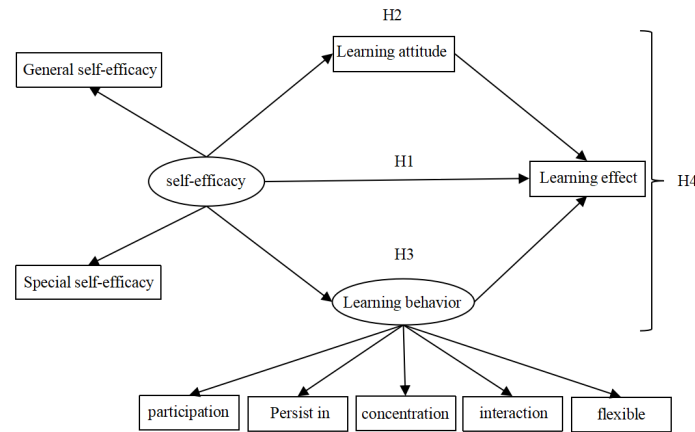 H2
Learning attitude
General self-efficacy
H1
self-efficacy
Learning effect
H4
H3
Special self-efficacy
Learning behavior
participation
Persist in
concentration
interaction
flexible